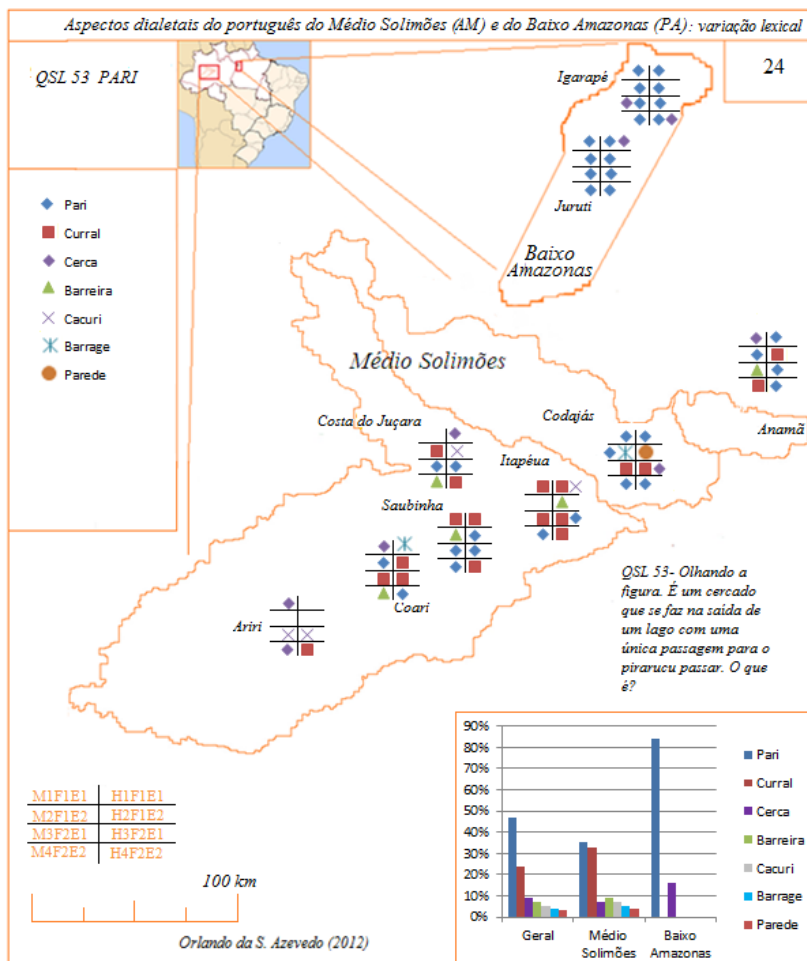 Aspectos dialetais do português do Médio Solimões (AM) e do Baixo Amazonas (PA): variação lexical
QSL 53 PARI
24
Igarapé
Juruti
Baixo
Amazonas
Pari
Curral
Cerca
Barreira
Cacuri
Barrage
Parede
Médio Solimões
Costa do Juçara
Codajás
Anamã
Itapéua
Saubinha
Coari
Ariri
QSL 53- Olhando a
figura. É um cercado
que se faz na saída de
um lago com uma
única passagem para o
pirarucu passar. O que
é?
M1F1E1 H1F1E1
M2F1E2 H2F1E2
M3F2E1 H3F2E1
M4F2E2 H4F2E2
100 km
Orlando da S. Azevedo (2012)
90%
80%
70%
60%
50%
40%
30%
20%
10%
0%
Geral
Médio
Solimões
Baixo
Amazonas
Pari
Curral
Cerca
Barreira
Cacuri
Barrage
Parede